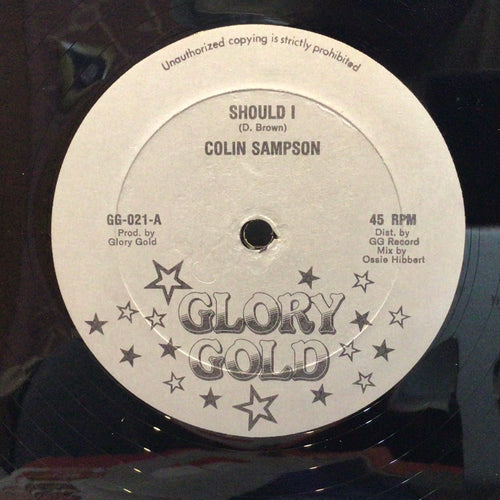 Unauthorized copying is strictly prohibited
SHOULD I
(D. Brown)
COLIN SAMPSON
GG-021-A
Prod. by
Glory Gold
45 RPM
Dist. by
GG Record
Mix by
Ossie Hibbert
GLORY
GOLD